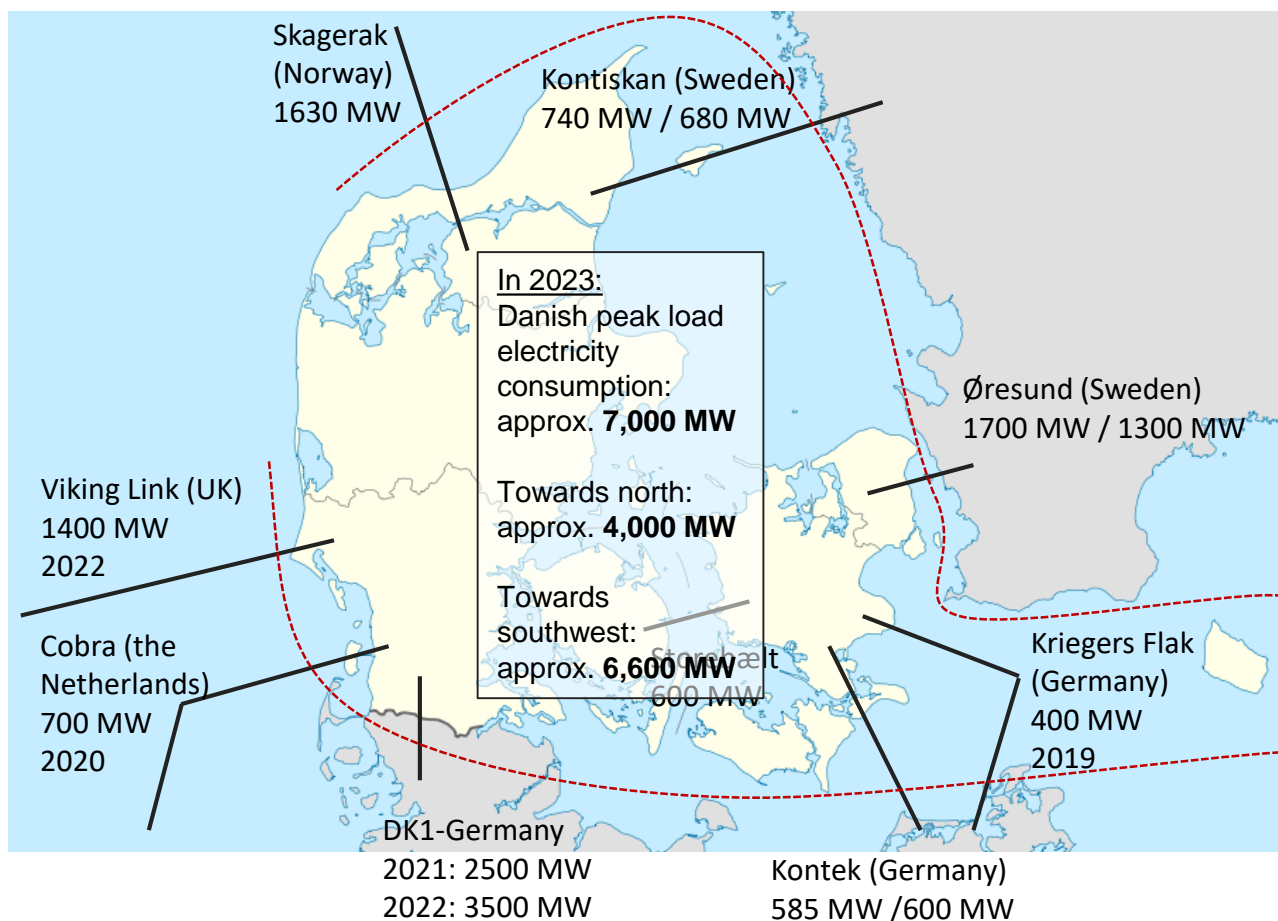 Skagerak
(Norway)
1630 MW
Kontiskan (Sweden)
740 MW / 680 MW
In 2023:
Danish peak load
electricity
consumption:
approx. 7,000 MW
Towards north:
approx. 4,000 MW
Towards
southwest:
approx. 6,600 MW
Storebælt
600 MW
Øresund (Sweden)
1700 MW / 1300 MW
Viking Link (UK)
1400 MW
2022
Cobra (the
Netherlands)
700 MW
2020
Kriegers Flak
(Germany)
400 MW
2019
DK1-Germany
2021: 2500 MW
2022: 3500 MW
Kontek (Germany)
585 MW /600 MW